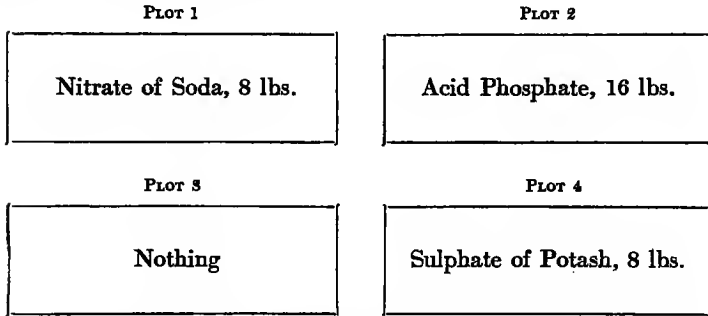 PLOT 1
PLOT 2
Nitrate of Soda, 8 lbs.
Acid Phosphate, 16 lbs.
PLOT 3
PLOT 4
Nothing
Sulphate of Potash, 8 lbs.